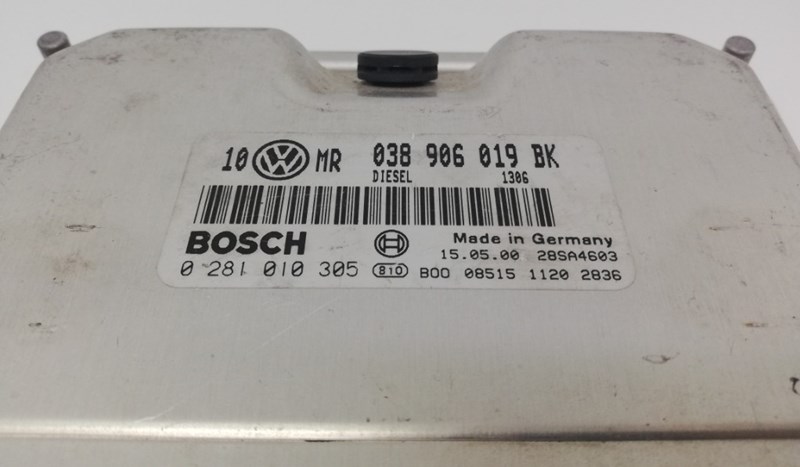 10 VW MR 038 906 019 BK
DIESEL 1306
BOSCH Made in Germany
15.05.00 28SA4603
0 281 010 305 810 B00 08515 1120 2836